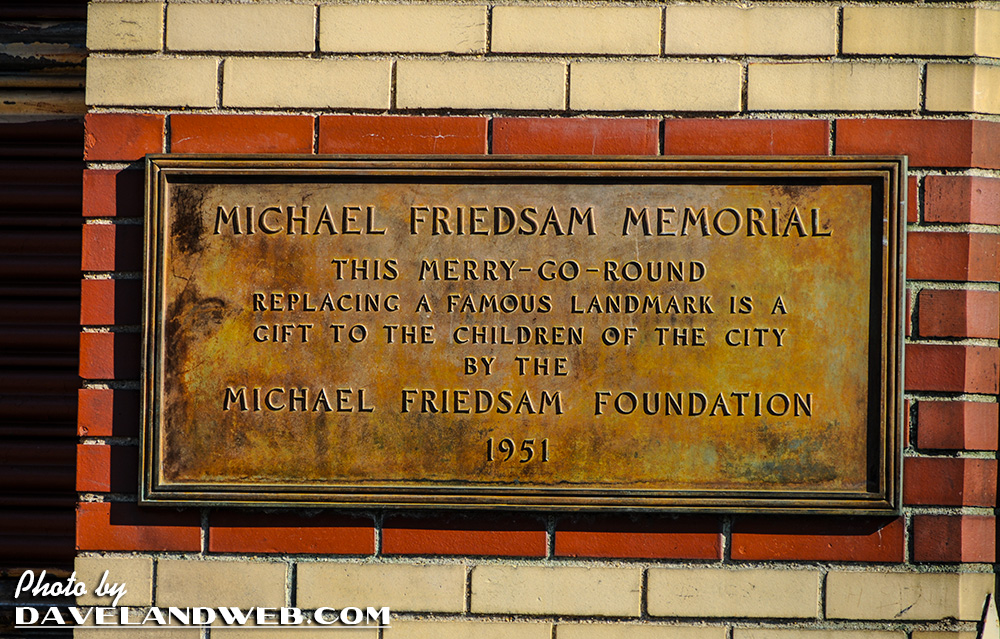 MICHAEL FRIEDSAM MEMORIAL
THIS MERRY-GO-ROUND
REPLACING A FAMOUS LANDMARK IS A
GIFT TO THE CHILDREN OF THE CITY
BY THE
MICHAEL FRIEDSAM FOUNDATION
1951
Photo by
DAVELANDWEB.COM